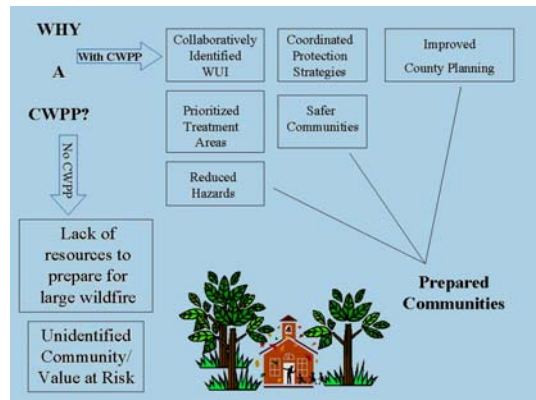 WHY
A
CWPP?
With CWPP
Collaboratively
Identified
WUI
Coordinated
Protection
Strategies
Improved
County Planning
Prioritized
Treatment
Areas
Safer
Communities
Reduced
Hazards
No CWPP
Lack of
resources to
prepare for
large wildfire
Unidentified
Community/
Value at Risk
Prepared
Communities